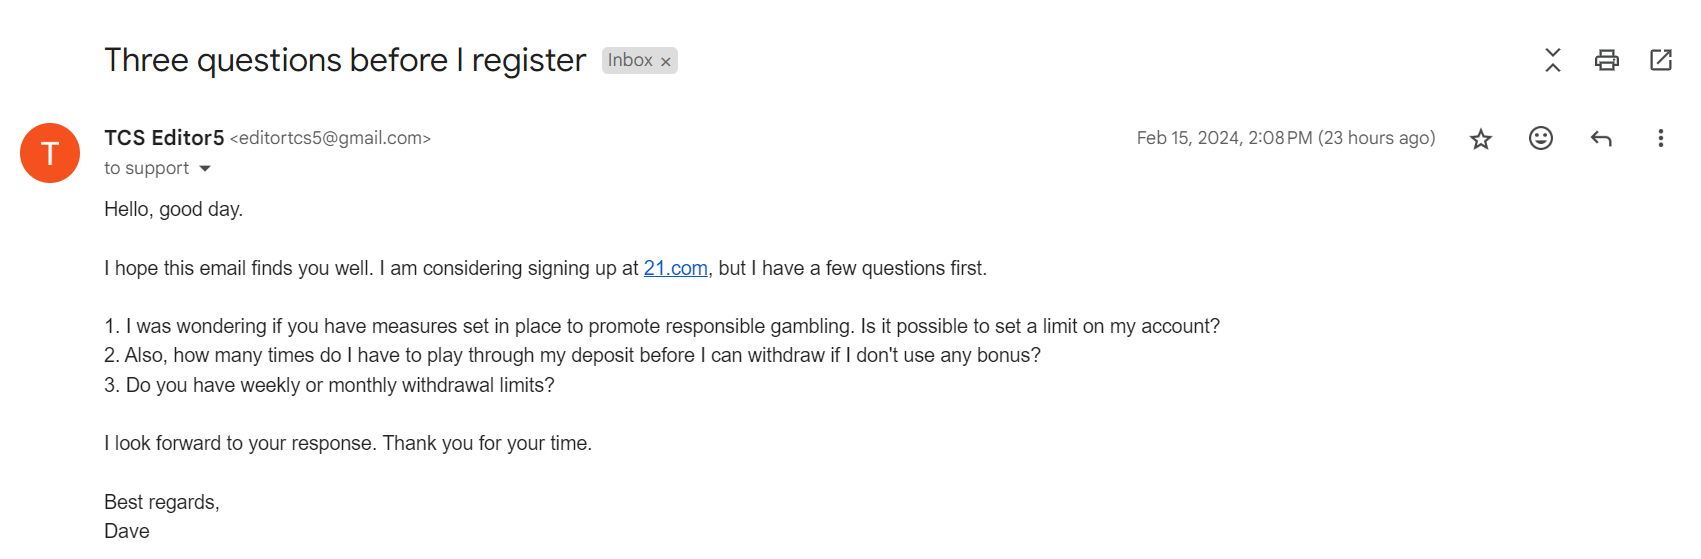 Three questions before I register Inbox ×
T
TCS Editor5 <editortcs5@gmail.com> Feb 15, 2024, 2:08 PM (23 hours ago)
to support
Hello, good day.
I hope this email finds you well. I am considering signing up at 21.com, but I have a few questions first.
1. I was wondering if you have measures set in place to promote responsible gambling. Is it possible to set a limit on my account?
2. Also, how many times do I have to play through my deposit before I can withdraw if I don't use any bonus?
3. Do you have weekly or monthly withdrawal limits?
I look forward to your response. Thank you for your time.
Best regards,
Dave